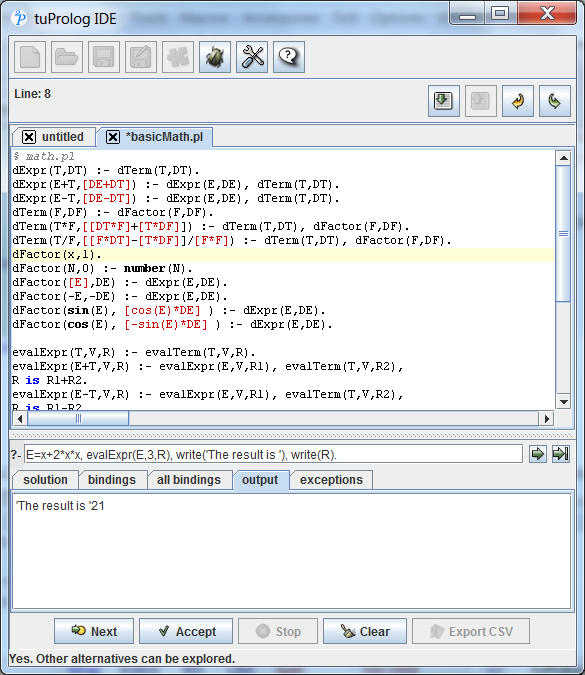 tuProlog IDE
Line: 8
untitled *basicMath.pl
% math.pl
dExpr(T,DT) :- dTerm(T,DT).
dExpr(E+T,[DE+DT]) :- dExpr(E,DE), dTerm(T,DT).
dExpr(E-T,[DE-DT]) :- dExpr(E,DE), dTerm(T,DT).
dTerm(F,DF) :- dFactor(F,DF).
dTerm(T*F,[[DT*F]+[T*DF]]) :- dTerm(T,DT), dFactor(F,DF).
dTerm(T/F,[[F*DT]-[T*DF]]/[F*F]) :- dTerm(T,DT), dFactor(F,DF).
dFactor(x,1).
dFactor(N,0) :- number(N).
dFactor([E],DE) :- dExpr(E,DE).
dFactor(-E,-DE) :- dExpr(E,DE).
dFactor(sin(E), [cos(E)*DE] ) :- dExpr(E,DE).
dFactor(cos(E), [-sin(E)*DE] ) :- dExpr(E,DE).
evalExpr(T,V,R) :- evalTerm(T,V,R).
evalExpr(E+T,V,R) :- evalExpr(E,V,R1), evalTerm(T,V,R2),
R is R1+R2.
evalExpr(E-T,V,R) :- evalExpr(E,V,R1), evalTerm(T,V,R2),
R is R1-R2.
?- E=x+2*x*x, evalExpr(E,3,R), write('The result is '), write(R).
solution bindings all bindings output exceptions
'The result is '21
Next Accept Stop Clear Export CSV
Yes. Other alternatives can be explored.